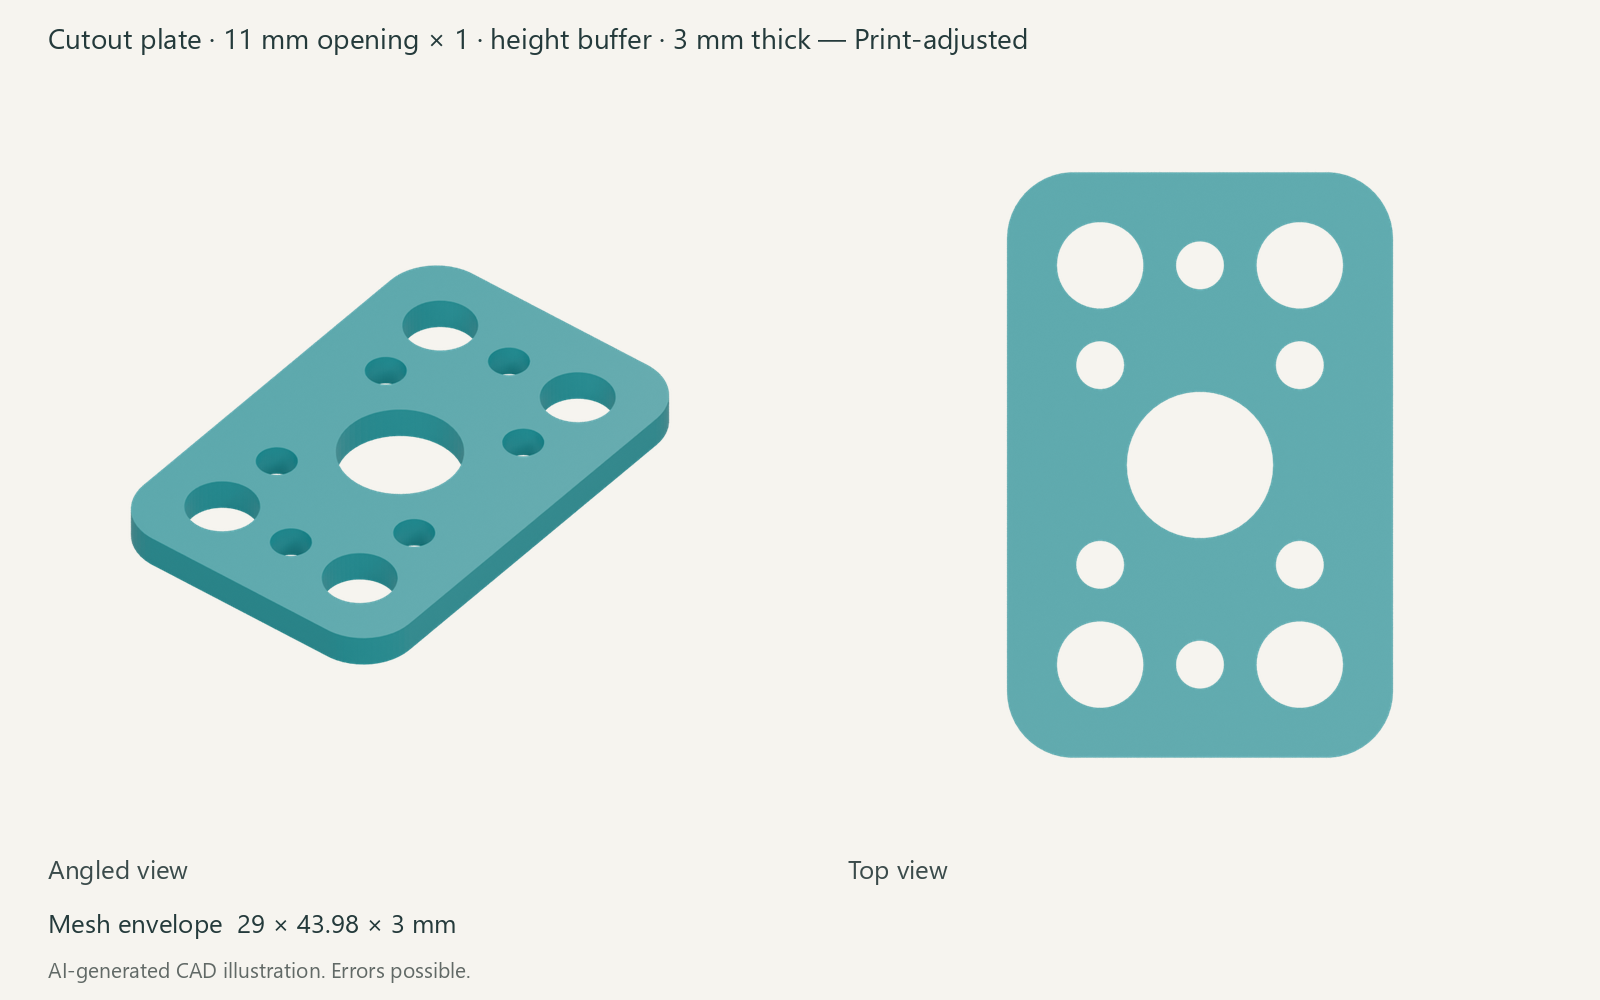 Cutout plate · 11 mm opening × 1 · height buffer · 3 mm thick — Print-adjusted
Angled view
Top view
Mesh envelope 29 × 43.98 × 3 mm
AI-generated CAD illustration. Errors possible.